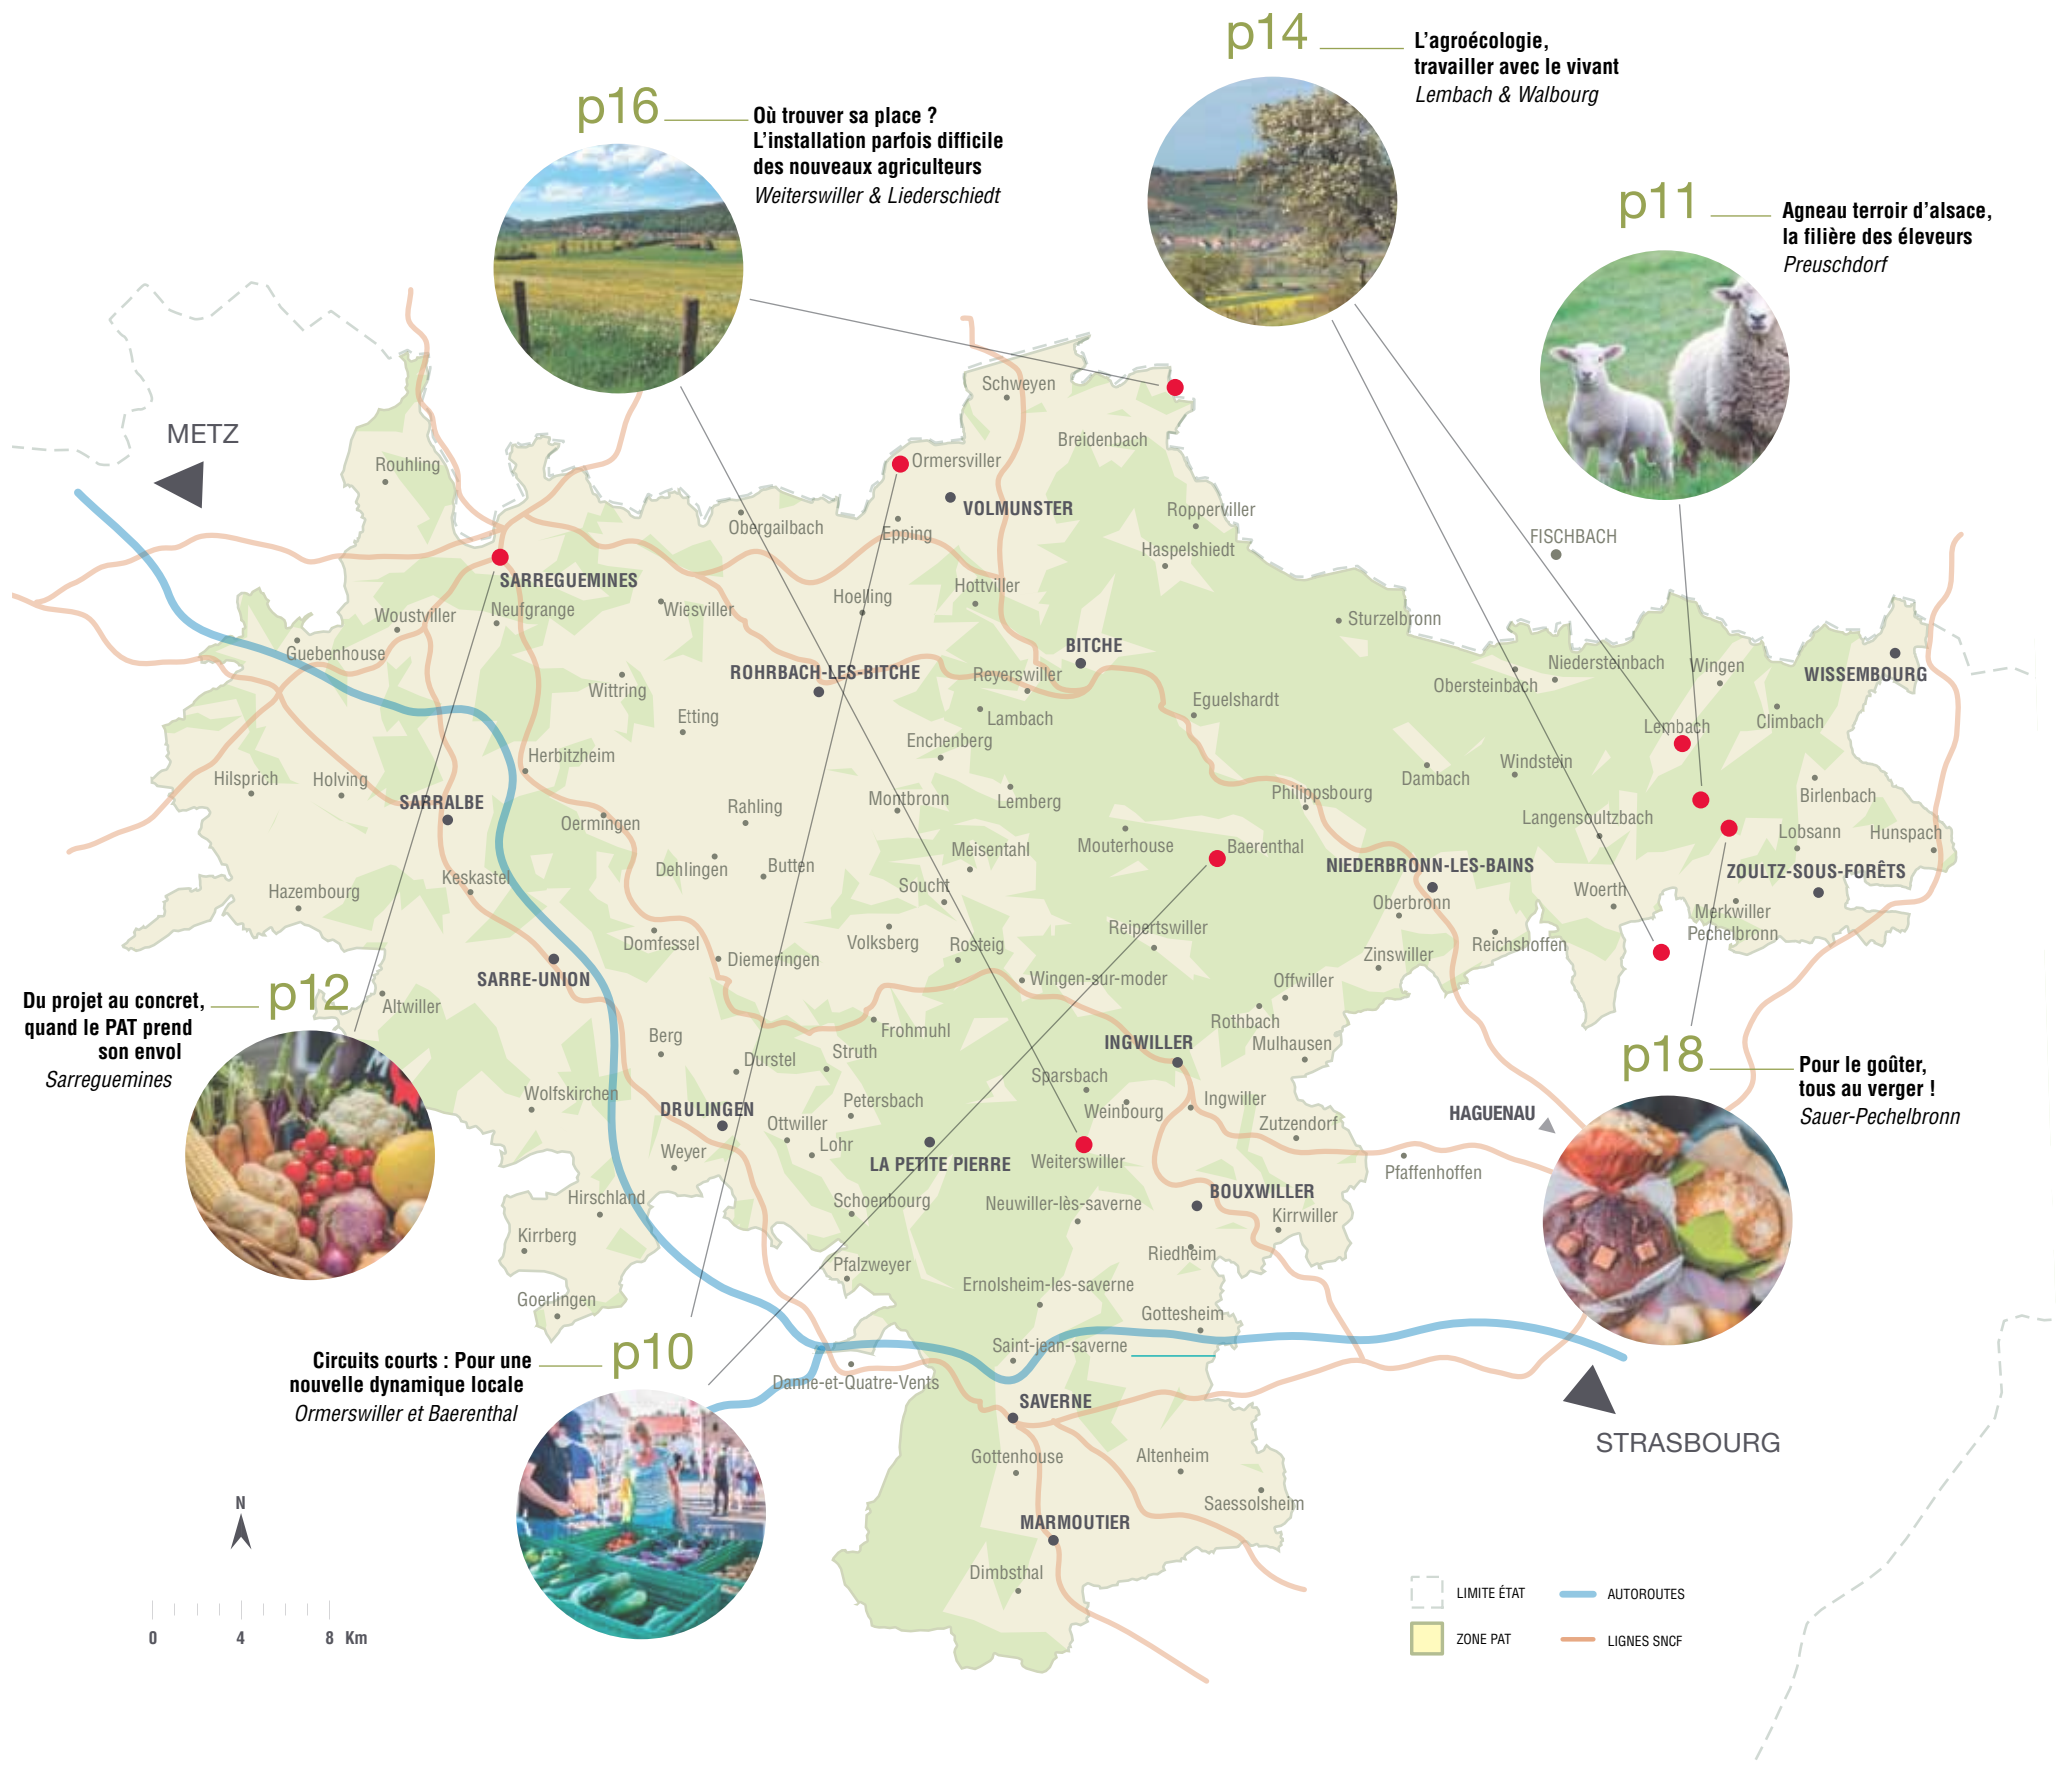 p14
L'agroécologie,
travailler avec le vivant
Lembach & Walbourg
p16
Où trouver sa place ?
L'installation parfois difficile
des nouveaux agriculteurs
Weiterswiller & Liederschiedt
p11
Agneau terroir d'alsace,
la filière des éleveurs
Preuschdorf
METZ
Schweyen
Breidenbach
Rouhling
Ormersviller
VOLMUNSTER
Obergailbach
Epping
Ropperviller
Haspelshiedt
FISCHBACH
SARREGUEMINES
Neufgrange
Woustviller
Wiesviller
Hoelling
Hottviller
Sturzelbronn
Guebenhouse
BITCHE
ROHRBACH-LES-BITCHE
Reyerswiller
Niedersteinbach
Wingen
WISSEMBOURG
Obersteinbach
Wittring
Eguelshardt
Etting
Lambach
Lembach
Climbach
Enchenberg
Herbitzheim
Windstein
Hilsprich
Holving
Dambach
SARRALBE
Rahling
Montbronn
Lemberg
Philippsbourg
Birlenbach
Oermingen
Langensoultzbach
Lobsann
Hunspach
Meisentahl
Mouterhouse
Baerenthal
NIEDERBRONN-LES-BAINS
ZOULTZ-SOUS-FORÊTS
Dehlingen
Butten
Keskastel
Soucht
Hazembourg
Woerth
Oberbronn
Merkwiller
Pechelbronn
Reipertswiller
Domfessel
Volksberg
Rosteig
Reichshoffen
Diemeringen
Zinswiller
SARRE-UNION
Wingen-sur-moder
Offwiller
p12
Du projet au concret,
quand le PAT prend
son envol
Sarreguemines
Altwiller
Rothbach
Berg
Frohmuhl
INGWILLER
Mulhausen
Struth
Durstel
Sparsbach
p18
Pour le goûter,
tous au verger !
Sauer-Pechelbronn
Wolfskirchen
Petersbach
Weinbourg
Ingwiller
DRULINGEN
Ottwiller
Zutzendorf
HAGUENAU
Lohr
Weyer
LA PETITE PIERRE
Weiterswiller
Pfaffenhoffen
Hirschland
Schoenbourg
Neuwiller-lès-saverne
BOUXWILLER
Kirrwiller
Kirrberg
Riedheim
Pfalzweyer
Ernolsheim-les-saverne
Goerlingen
Gottesheim
Saint-jean-saverne
p10
Circuits courts : Pour une
nouvelle dynamique locale
Ormerswiller et Baerenthal
Danne-et-Quatre-Vents
SAVERNE
STRASBOURG
Gottenhouse
Altenheim
Saessolsheim
MARMOUTIER
Dimbsthal
N
0 4 8 Km
LIMITE ÉTAT
AUTOROUTES
ZONE PAT
LIGNES SNCF